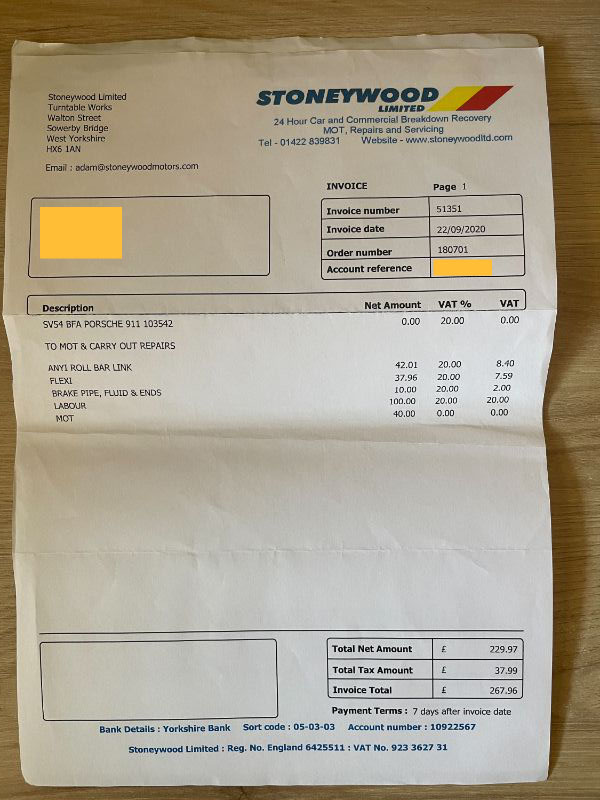 Stoneywood Limited
Turntable Works
Walton Street
Sowerby Bridge
West Yorkshire
HX6 1AN
Email : adam@stoneywoodmotors.com
STONEYWOOD
LIMITED
24 Hour Car and Commercial Breakdown Recovery
MOT, Repairs and Servicing
Tel - 01422 839831 Website - www.stoneywoodltd.com
INVOICE Page 1
Invoice number 51351
Invoice date 22/09/2020
Order number 180701
Account reference
Description Net Amount VAT % VAT
SV54 BFA PORSCHE 911 103542 0.00 20.00 0.00
TO MOT & CARRY OUT REPAIRS
ANYI ROLL BAR LINK 42.01 20.00 8.40
FLEXI 37.96 20.00 7.59
BRAKE PIPE, FLUID & ENDS 10.00 20.00 2.00
LABOUR 100.00 20.00 20.00
MOT 40.00 0.00 0.00
Total Net Amount £ 229.97
Total Tax Amount £ 37.99
Invoice Total £ 267.96
Payment Terms : 7 days after invoice date
Bank Details : Yorkshire Bank Sort code : 05-03-03 Account number : 10922567
Stoneywood Limited : Reg. No. England 6425511 : VAT No. 923 3627 31